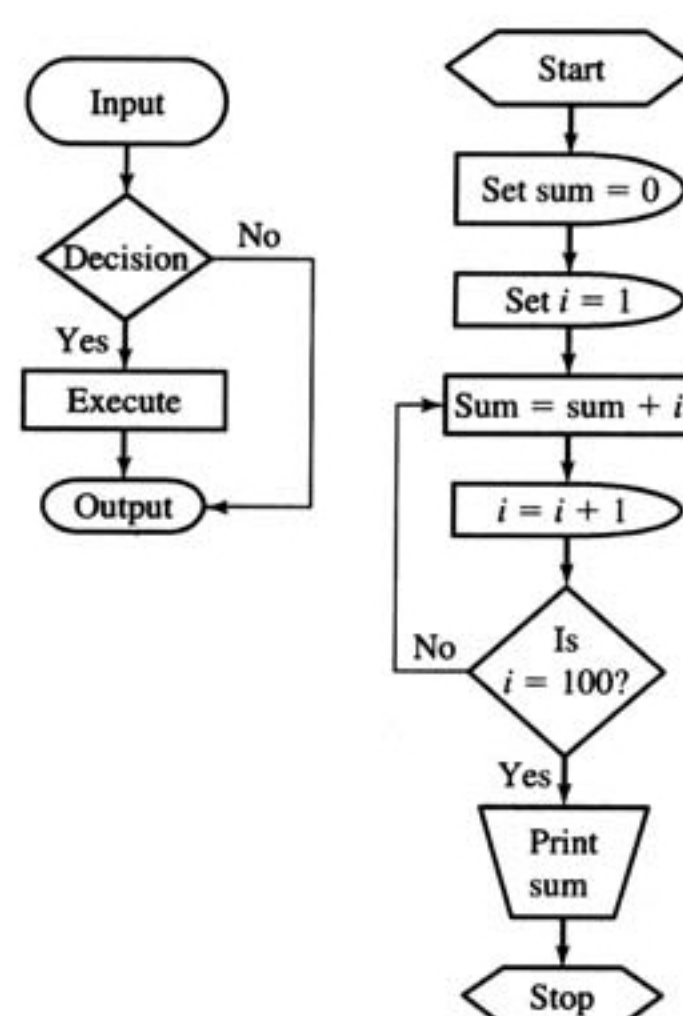 Input
Decision
No
Yes
Execute
Output
Start
Set sum = 0
Set i = 1
Sum = sum + i
i = i + 1
Is
i = 100?
No
Yes
Print
sum
Stop